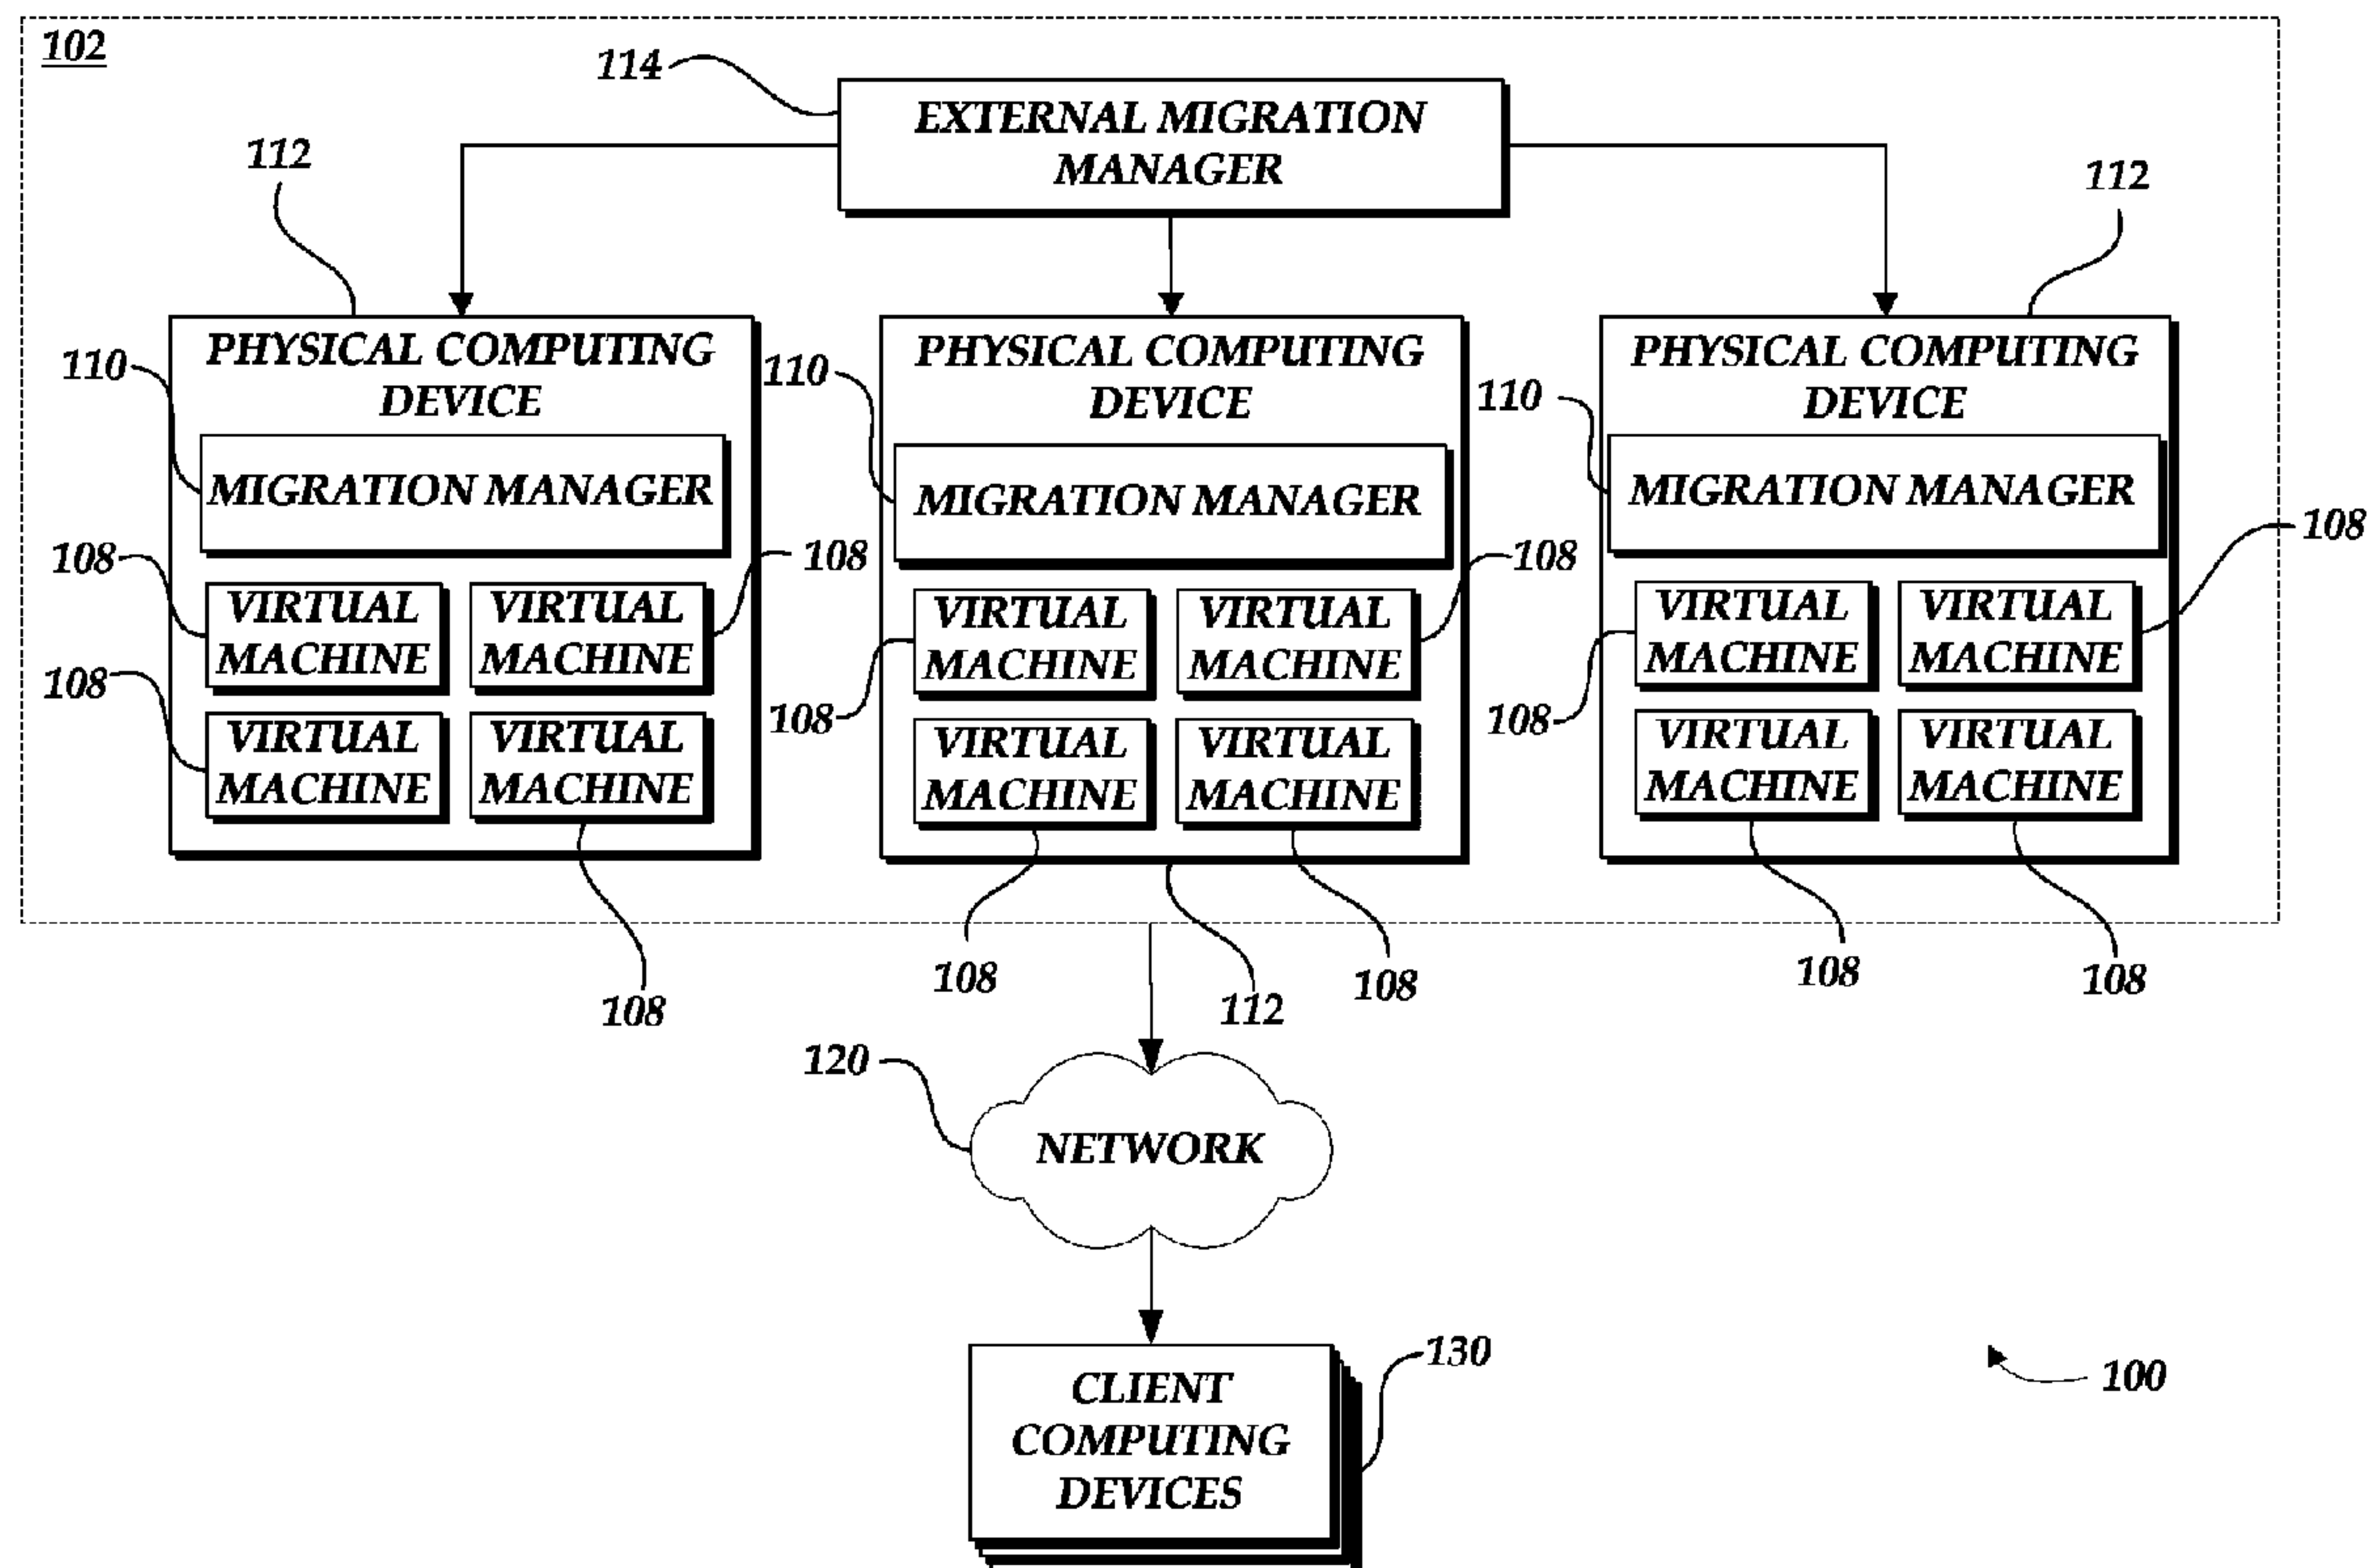 102
114
EXTERNAL MIGRATION
MANAGER
112
112
PHYSICAL COMPUTING
DEVICE
110
MIGRATION MANAGER
108
108
VIRTUAL
MACHINE
VIRTUAL
MACHINE
108
VIRTUAL
MACHINE
VIRTUAL
MACHINE
108
PHYSICAL COMPUTING
DEVICE
110
MIGRATION MANAGER
108
VIRTUAL
MACHINE
VIRTUAL
MACHINE
108
VIRTUAL
MACHINE
VIRTUAL
MACHINE
108
112
108
PHYSICAL COMPUTING
DEVICE
110
MIGRATION MANAGER
108
VIRTUAL
MACHINE
VIRTUAL
MACHINE
108
VIRTUAL
MACHINE
VIRTUAL
MACHINE
108
108
120
NETWORK
130
CLIENT
COMPUTING
DEVICES
100